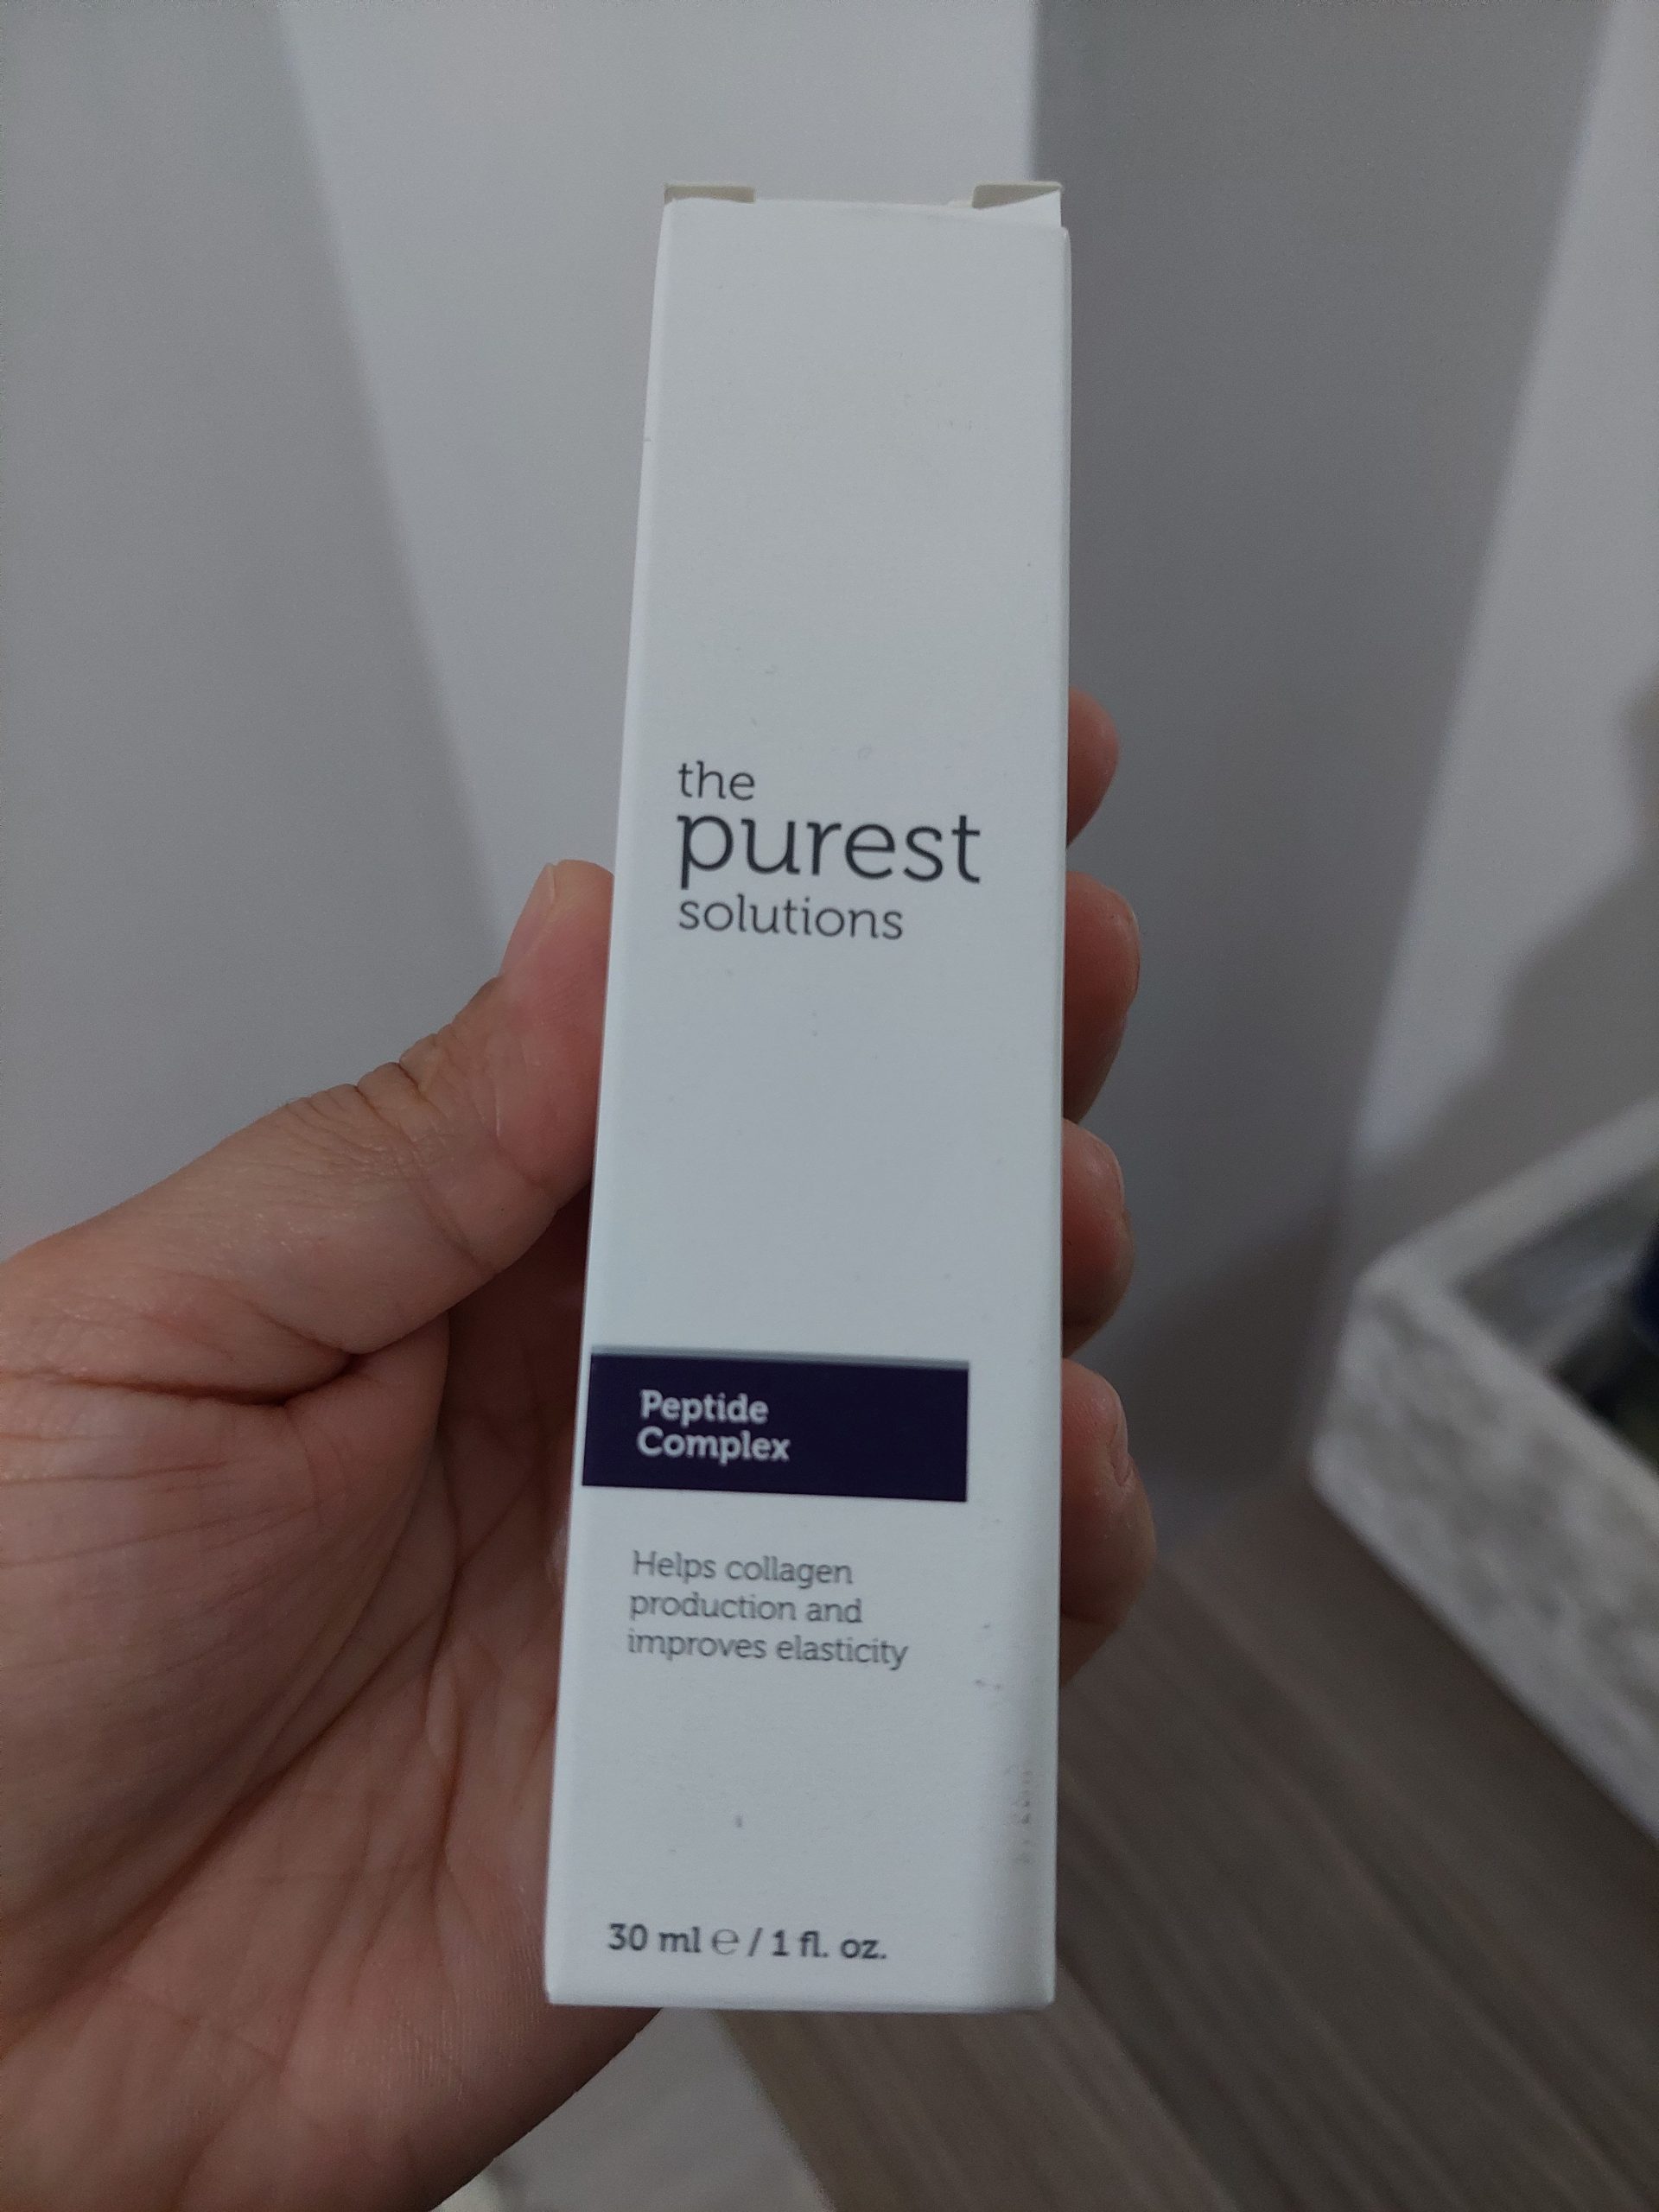 the
purest
solutions
Peptide
Complex
Helps collagen
production and
improves elasticity
30 ml ℮ / 1 fl. oz.